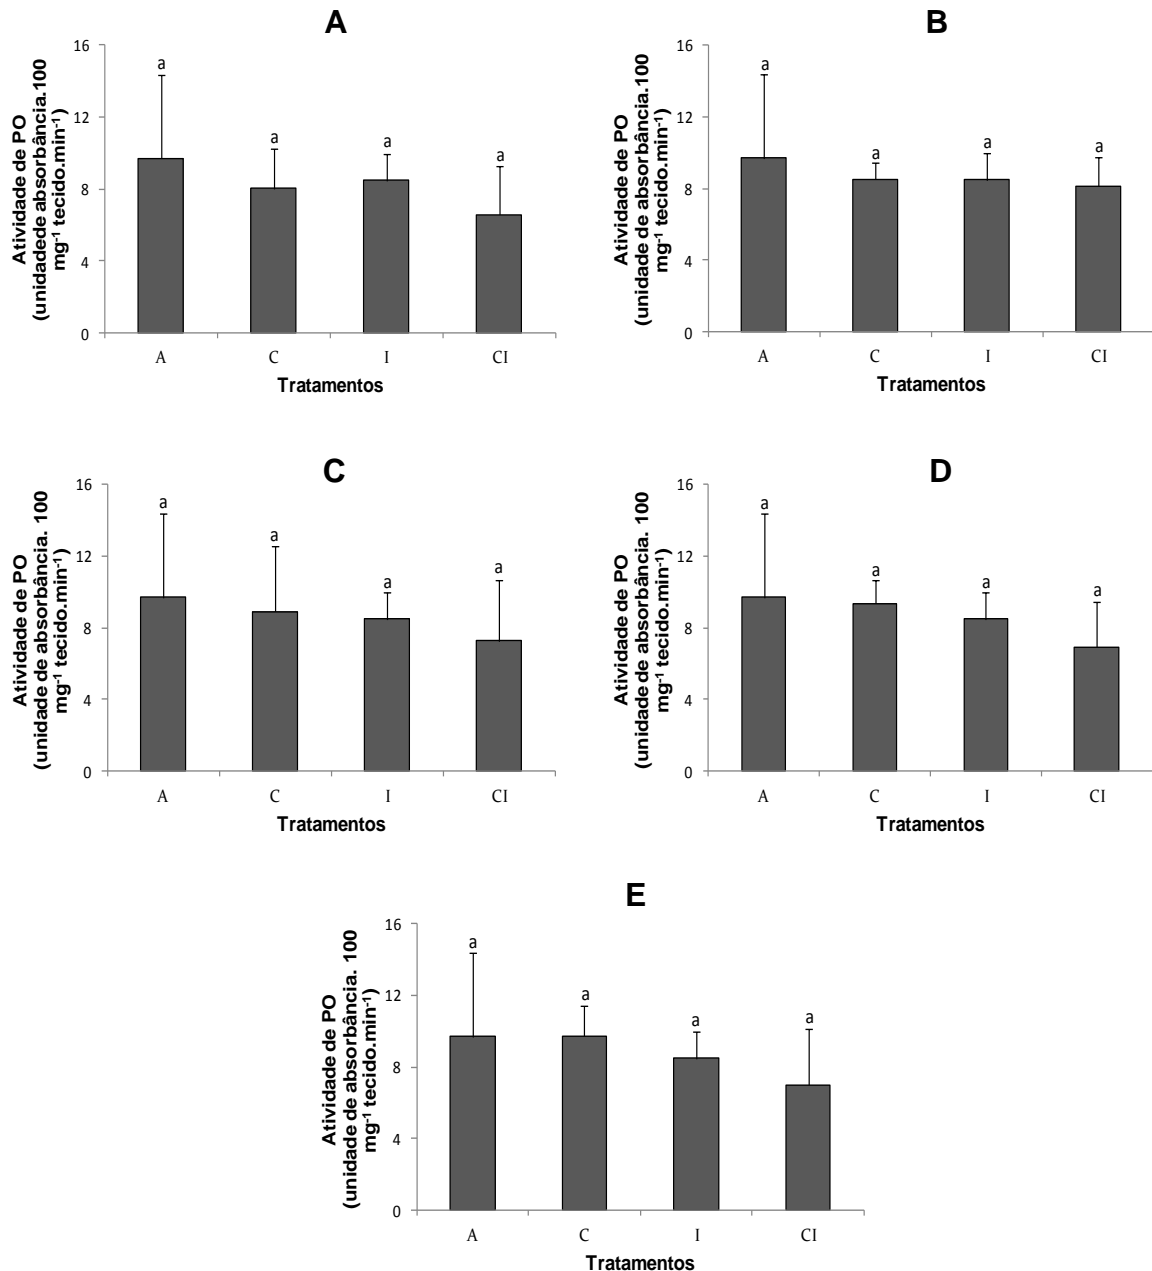 A
Atividade de PO
(unidadede absorbância.100
mg⁻¹ tecido.min⁻¹)
16
12
8
4
0
a
a
a
a
A
C
I
CI
Tratamentos
B
Atividade de PO
(unidade de absorbância.100
mg⁻¹ tecido.min⁻¹)
16
12
8
4
0
a
a
a
a
A
C
I
CI
Tratamentos
C
Atividade de PO
(unidade de absorbância. 100
mg⁻¹ tecido.min⁻¹)
16
12
8
4
0
a
a
a
a
A
C
I
CI
Tratamentos
D
Atividade de PO
(unidade de absorbância. 100
mg⁻¹ tecido.min⁻¹)
16
12
8
4
0
a
a
a
a
A
C
I
CI
Tratamentos
E
Atividade de PO
(unidade de absorbância. 100
mg⁻¹ tecido.min⁻¹)
16
12
8
4
0
a
a
a
a
A
C
I
CI
Tratamentos